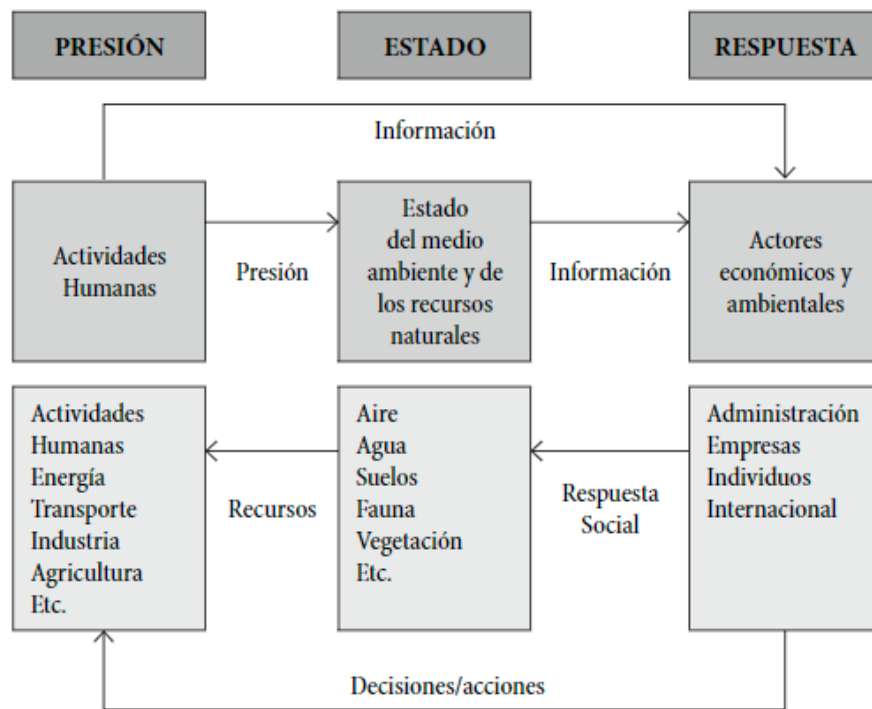 PRESIÓN
ESTADO
RESPUESTA
Información
Actividades
Humanas
Presión
Estado
del medio
ambiente y de
los recursos
naturales
Información
Actores
económicos y
ambientales
Actividades
Humanas
Energía
Transporte
Industria
Agricultura
Etc.
Recursos
Aire
Agua
Suelos
Fauna
Vegetación
Etc.
Respuesta
Social
Administración
Empresas
Individuos
Internacional
Decisiones/acciones